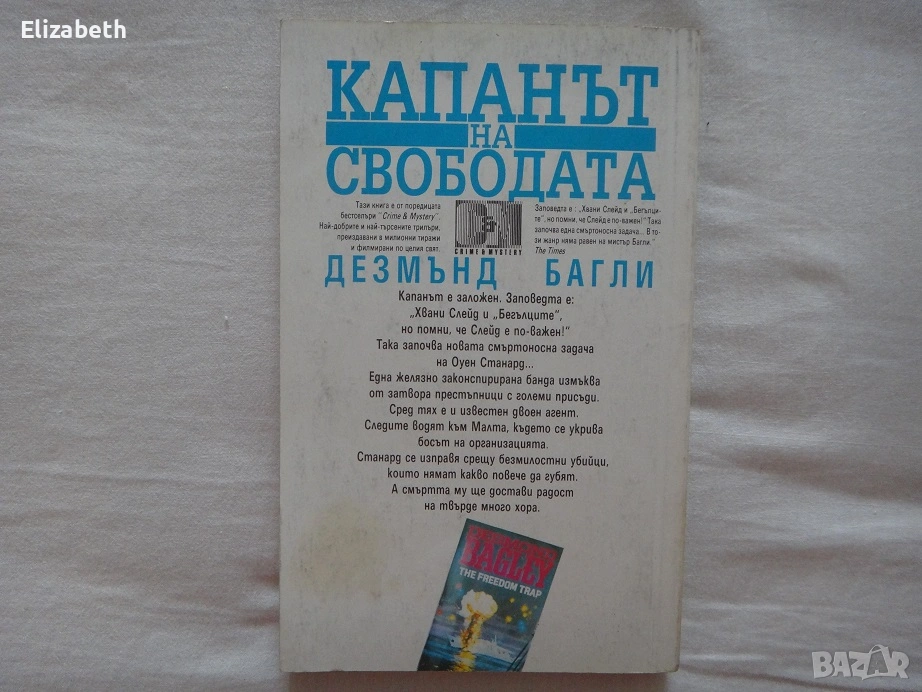 Elizabeth
КАПАНЪТ
НА
СВОБОДАТА
Тази книга е от поредицата
бестселъри "Crime & Mystery".
Най-добрите и най-търсените трилъри,
преиздавани в милионни тиражи
и филмирани по целия свят.
C&M
CRIME & MYSTERY
Заповедта е : „Хвани Слейд и „Бегълци-
те“, но помни, че Слейд е по-важен!“ Така
започва една смъртоносна задача... В то-
зи жанр няма равен на мистър Багли."
The Times
ДЕЗМЪНД БАГЛИ
Капанът е заложен. Заповедта е:
„Хвани Слейд и „Бегълците“,
но помни, че Слейд е по-важен!“
Така започва новата смъртоносна задача
на Оуен Станард...
Една желязно законспирирана банда измъква
от затвора престъпници с големи присъди.
Сред тях е и известен двоен агент.
Следите водят към Малта, където се укрива
босът на организацията.
Станард се изправя срещу безмилостни убийци,
които нямат какво повече да губят.
А смъртта му ще достави радост
на твърде много хора.
BAGLEY
THE FREEDOM TRAP
BAZAR